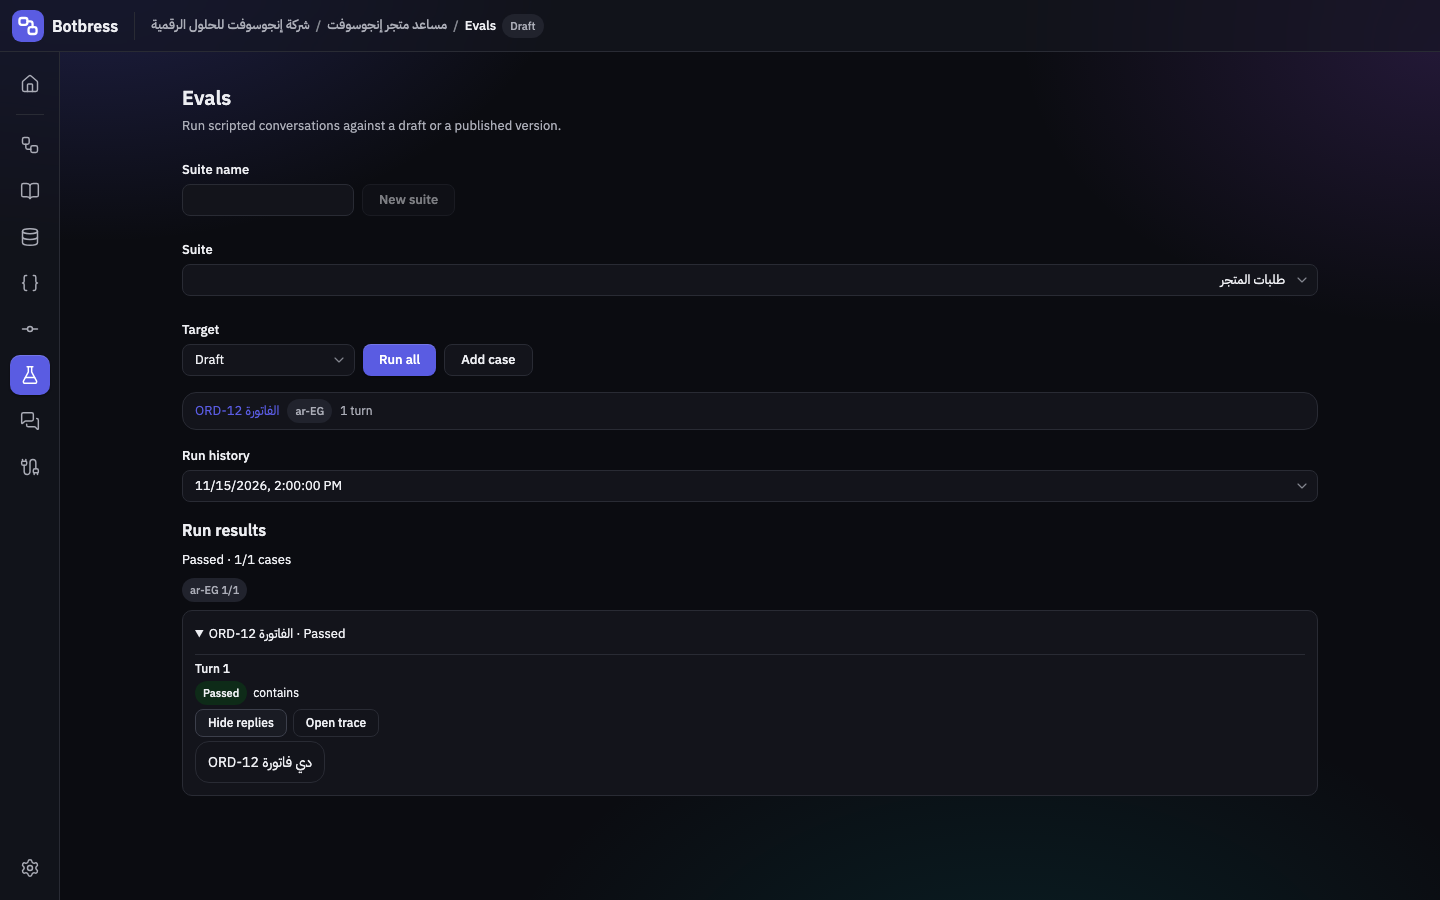 Botbress
شركة إنجوسوفت للحلول الرقمية / مساعد متجر إنجوسوفت / Evals Draft
Evals
Run scripted conversations against a draft or a published version.
Suite name
New suite
Suite
طلبات المتجر
Target
Draft Run all Add case
الفاتورة ORD-12 ar-EG 1 turn
Run history
11/15/2026, 2:00:00 PM
Run results
Passed · 1/1 cases
ar-EG 1/1
الفاتورة ORD-12 · Passed
Turn 1
Passed contains
Hide replies Open trace
دي فاتورة ORD-12